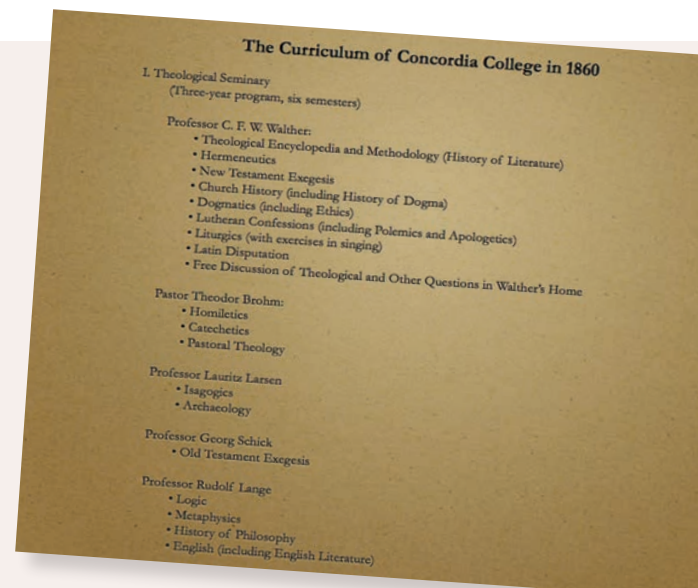 The Curriculum of Concordia College in 1860
I. Theological Seminary
(Three-year program, six semesters)
Professor C. F. W. Walther:
• Theological Encyclopedia and Methodology (History of Literature)
• Hermeneutics
• New Testament Exegesis
• Church History (including History of Dogma)
• Dogmatics (including Ethics)
• Lutheran Confessions (including Polemics and Apologetics)
• Liturgics (with exercises in singing)
• Latin Disputation
• Free Discussion of Theological and Other Questions in Walther's Home
Pastor Theodor Brohm:
• Homiletics
• Catechetics
• Pastoral Theology
Professor Lauritz Larsen
• Isagogics
• Archaeology
Professor Georg Schick
• Old Testament Exegesis
Professor Rudolf Lange
• Logic
• Metaphysics
• History of Philosophy
• English (including English Literature)